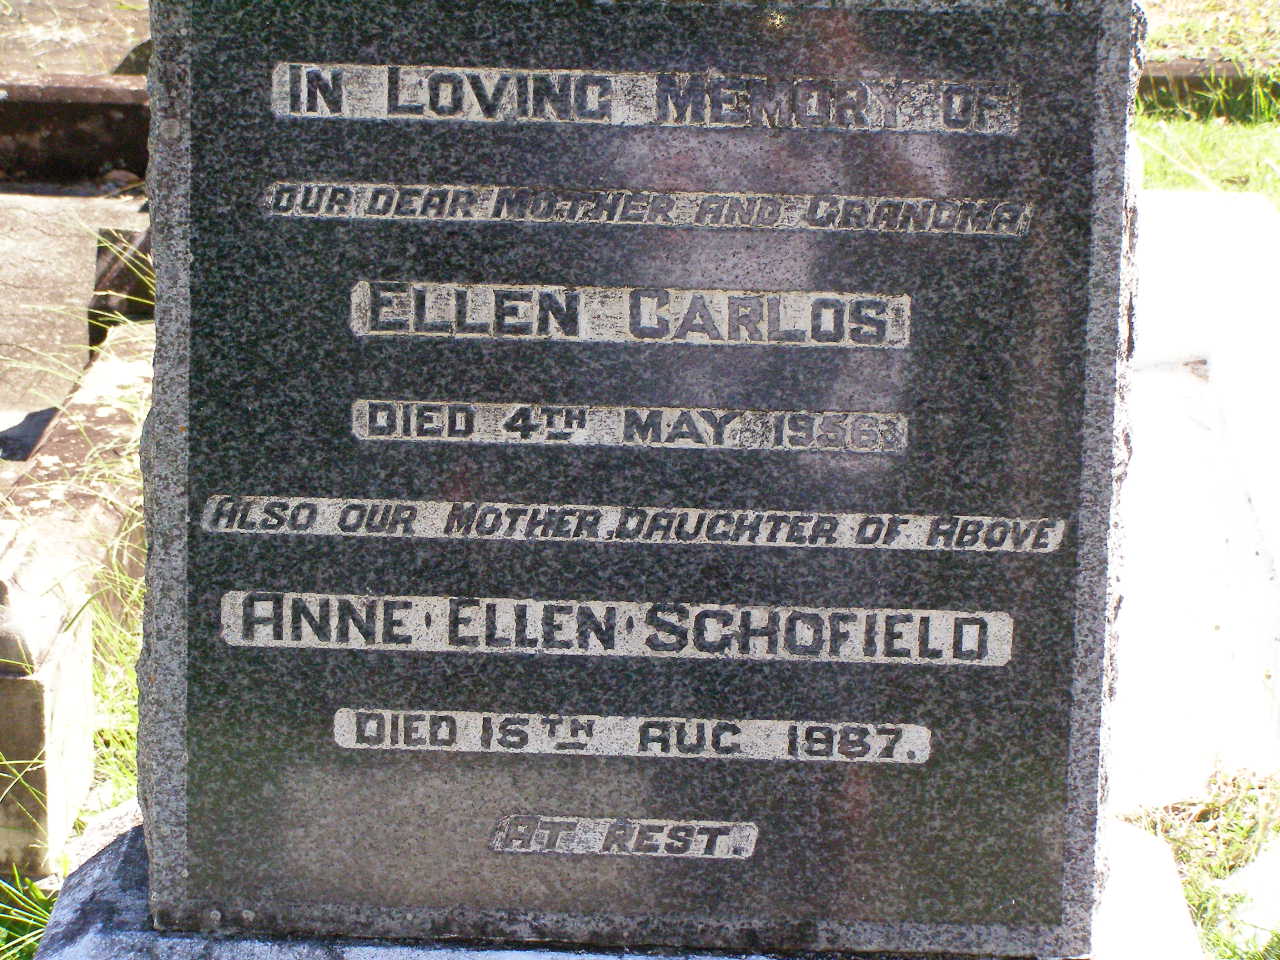 IN LOVING MEMORY OF
OUR DEAR MOTHER AND GRANDMA
ELLEN CARLOS
DIED 4TH MAY 1956
ALSO OUR MOTHER, DAUGHTER OF ABOVE
ANNE ELLEN SCHOFIELD
DIED 15TH AUG
AT REST.